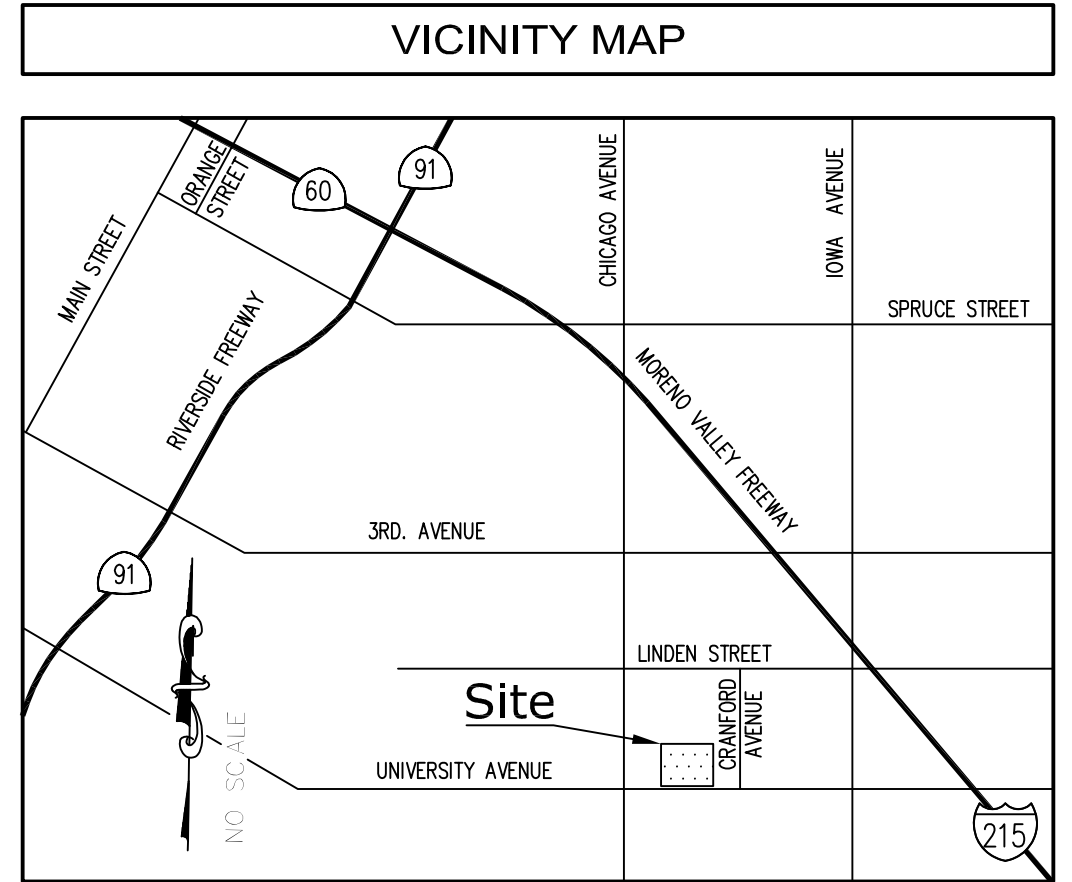 VICINITY MAP
ORANGE
STREET
60
91
CHICAGO AVENUE
IOWA AVENUE
MAIN STREET
RIVERSIDE FREEWAY
SPRUCE STREET
MORENO VALLEY FREEWAY
3RD. AVENUE
91
LINDEN STREET
Site
CRANFORD
AVENUE
NO SCALE
UNIVERSITY AVENUE
215